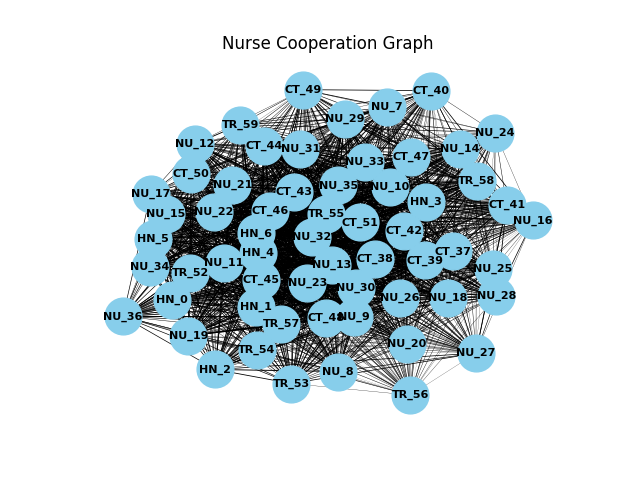 Nurse Cooperation Graph
CT_49
CT_40
NU_7
NU_29
TR_59
NU_24
NU_12
CT_44
NU_31
NU_14
CT_47
NU_33
CT_50
TR_58
NU_21
NU_35
NU_10
NU_17
CT_43
HN_3
CT_41
NU_15
NU_22
CT_46
TR_55
NU_16
CT_51
CT_42
HN_6
NU_32
HN_5
HN_4
CT_37
CT_38
CT_39
NU_11
NU_13
NU_34
NU_25
TR_52
CT_45
NU_23
NU_30
HN_0
NU_26
NU_18
NU_28
HN_1
NU_36
CT_48
NU_9
TR_57
NU_19
NU_20
TR_54
NU_27
HN_2
NU_8
TR_53
TR_56